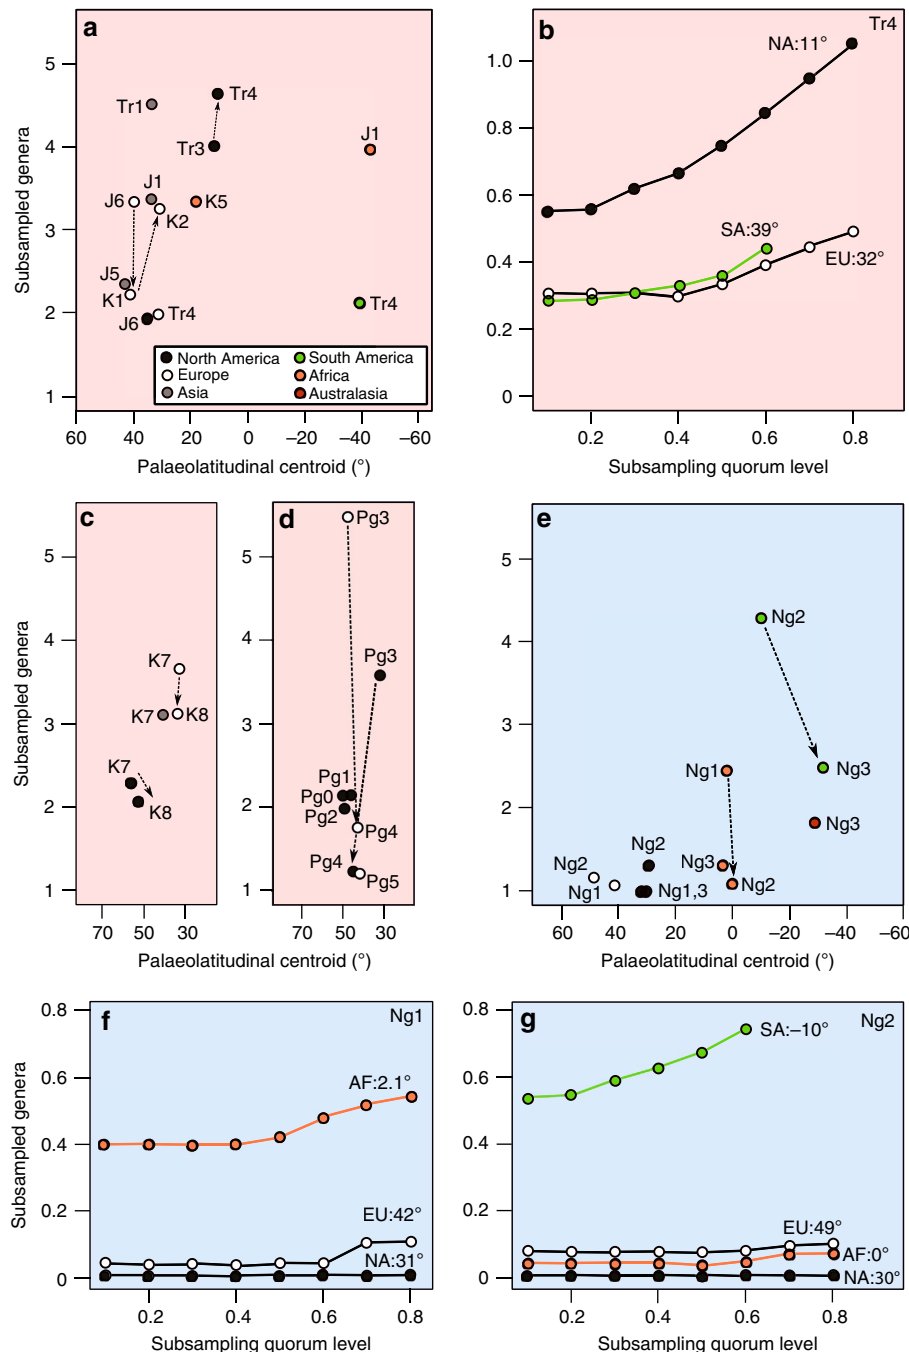 a
5
4
3
2
1
Subsampled genera
Tr1
Tr4
Tr3
J1
J6
J1
K2
K5
J5
K1
J6
Tr4
Tr4
North America
Europe
Asia
South America
Africa
Australasia
60 40 20 0 –20 –40 –60
Palaeolatitudinal centroid (°)
b
Tr4
1.0
0.8
0.6
0.4
0.2
0
NA:11°
SA:39°
EU:32°
0.2 0.4 0.6 0.8
Subsampling quorum level
c
5
4
3
2
1
Subsampled genera
K7
K7
K8
K7
K8
70 50 30
d
5
4
3
2
1
Pg3
Pg3
Pg1
Pg0
Pg2
Pg4
Pg4
Pg5
70 50 30
Palaeolatitudinal centroid (°)
e
5
4
3
2
1
Ng2
Ng3
Ng1
Ng3
Ng2
Ng3
Ng2
Ng2
Ng1
Ng1,3
60 40 20 0 –20 –40 –60
Palaeolatitudinal centroid (°)
f
Ng1
0.8
0.6
0.4
0.2
0
Subsampled genera
AF:2.1°
EU:42°
NA:31°
0.2 0.4 0.6 0.8
Subsampling quorum level
g
Ng2
0.8
0.6
0.4
0.2
0
SA:–10°
EU:49°
AF:0°
NA:30°
0.2 0.4 0.6 0.8
Subsampling quorum level